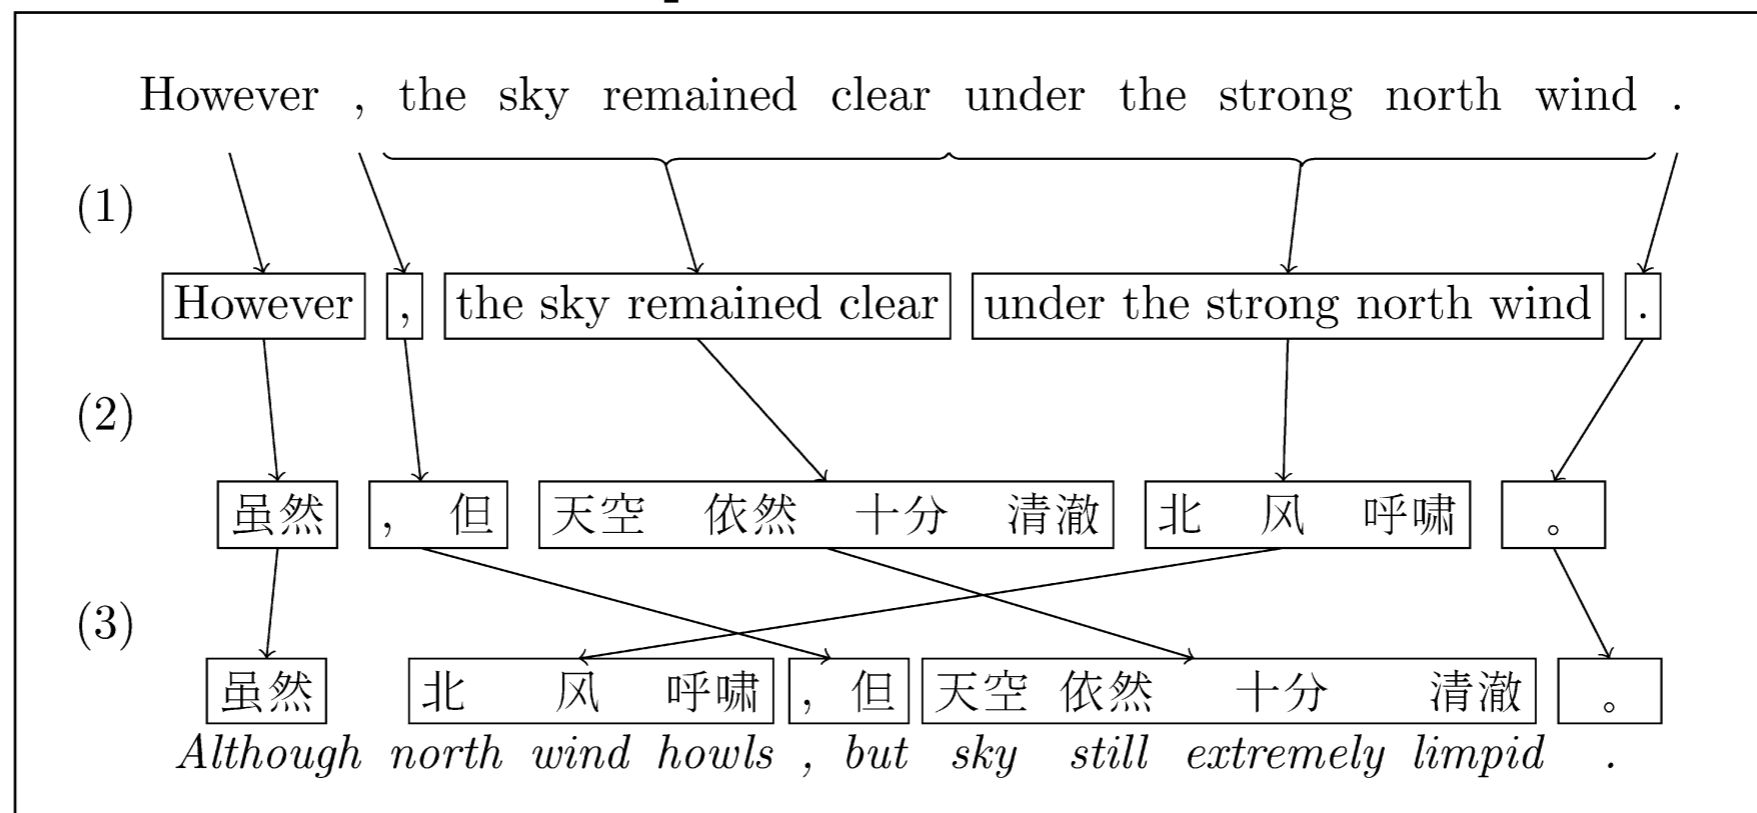 However , the sky remained clear under the strong north wind .
(1)
However , the sky remained clear under the strong north wind .
(2)
虽然 ， 但 天空 依然 十分 清澈 北 风 呼啸 。
(3)
虽然 北 风 呼啸 ， 但 天空 依然 十分 清澈 。
Although north wind howls , but sky still extremely limpid .